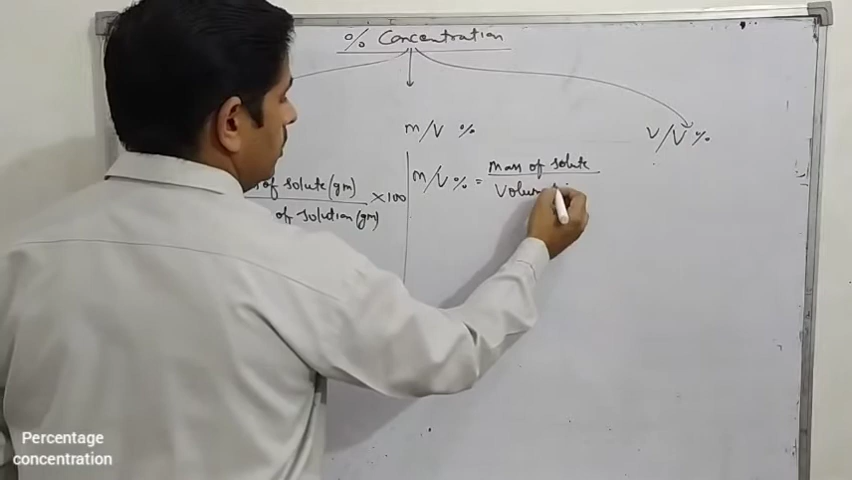 % Concentration
m/V %
V/V %
of solute (gm)
of solution (gm)
×100
m/V % = Mass of solute
Volum
Percentage
concentration